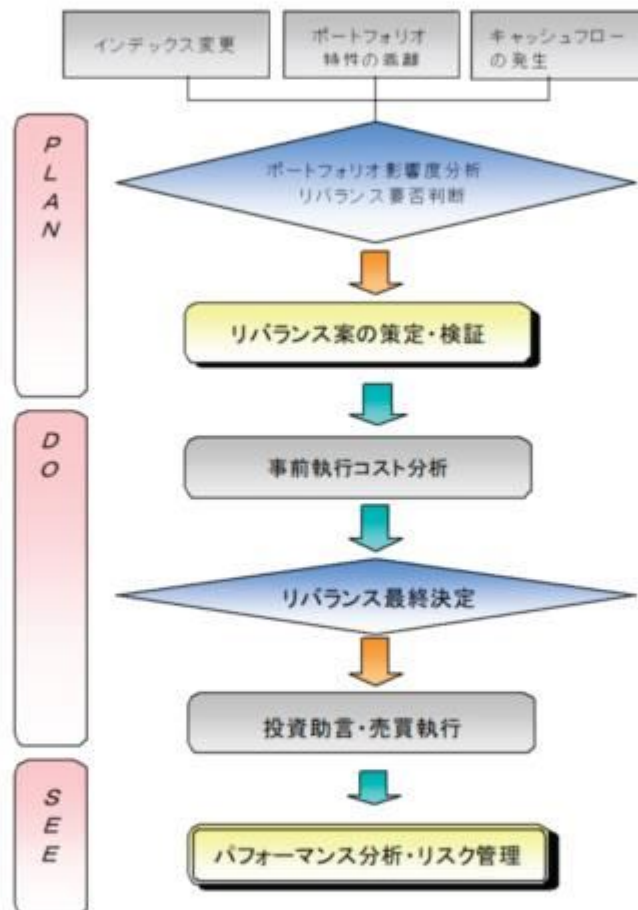 インデックス変更
ポートフォリオ
特性の乖離
キャッシュフロー
の発生
PLAN
ポートフォリオ影響度分析
リバランス要否判断
リバランス案の策定・検証
DO
事前執行コスト分析
リバランス最終決定
投資助言・売買執行
SEE
パフォーマンス分析・リスク管理